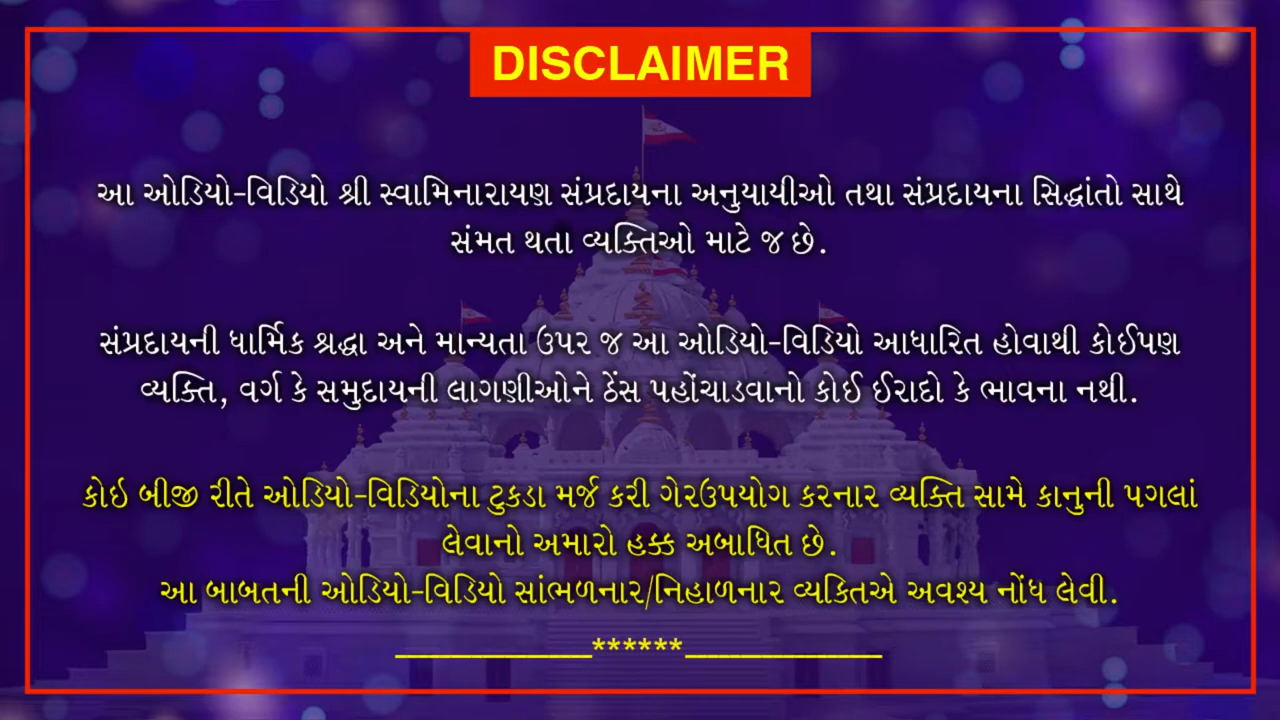 DISCLAIMER
આ ઓડિયો-વિડિયો શ્રી સ્વામિનારાયણ સંપ્રદાયના અનુયાયીઓ તથા સંપ્રદાયના સિદ્ધાંતો સાથે
સંમત થતા વ્યક્તિઓ માટે જ છે.
સંપ્રદાયની ધાર્મિક શ્રદ્ધા અને માન્યતા ઉપર જ આ ઓડિયો-વિડિયો આધારિત હોવાથી કોઈપણ
વ્યક્તિ, વર્ગ કે સમુદાયની લાગણીઓને ઠેંસ પહોંચાડવાનો કોઈ ઈરાદો કે ભાવના નથી.
કોઇ બીજી રીતે ઓડિયો-વિડિયોના ટુકડા મર્જ કરી ગેરઉપયોગ કરનાર વ્યક્તિ સામે કાનુની પગલાં
લેવાનો અમારો હક્ક અબાધિત છે.
આ બાબતની ઓડિયો-વિડિયો સાંભળનાર/નિહાળનાર વ્યકિતએ અવશ્ય નોંધ લેવી.
______________******______________